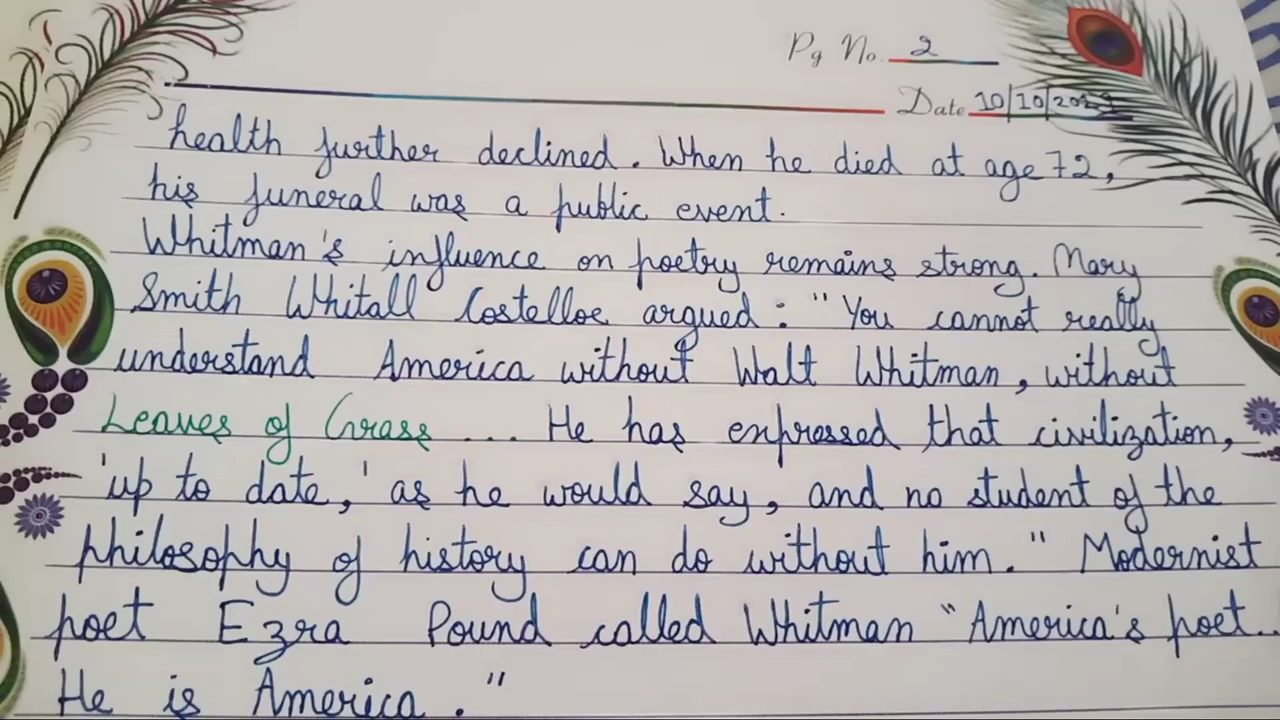 Pg No. 2
Date 10/10/2023
health further declined. When he died at age 72,
his funeral was a public event.
Whitman's influence on poetry remains strong. Mary
Smith Whitall Costelloe argued: "You cannot really
understand America without Walt Whitman, without
Leaves of Grass .... He has expressed that civilization,
'up to date,' as he would say, and no student of the
philosophy of history can do without him." Modernist
poet Ezra Pound called Whitman "America's poet...
He is America."